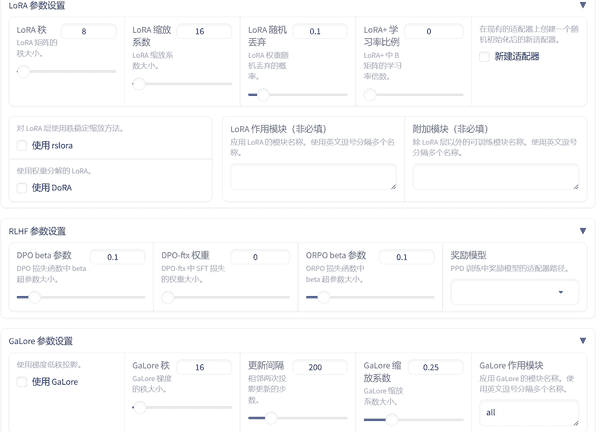 LoRA 参数设置
LoRA 秩
8
LoRA 矩阵的
秩大小。
LoRA 缩放
系数
16
LoRA 缩放系
数大小。
LoRA 随机
丢弃
0.1
LoRA 权重随
机丢弃的概
率。
LoRA+ 学
习率比例
0
LoRA+ 中 B
矩阵的学习
率倍数。
在现有的适配器上创建一个随
机初始化后的新适配器。
新建适配器
对 LoRA 层使用秩稳定缩放方法。
使用 rslora
使用权重分解的 LoRA。
使用 DoRA
LoRA 作用模块（非必填）
应用 LoRA 的模块名称。使用英文逗号分隔多个名
称。
附加模块（非必填）
除 LoRA 层以外的可训练模块名称。使用英文逗号
分隔多个名称。
RLHF 参数设置
DPO beta 参数
0.1
DPO 损失函数中 beta
超参数大小。
DPO-ftx 权重
0
DPO-ftx 中 SFT 损失
的权重大小。
ORPO beta 参数
0.1
ORPO 损失函数中
beta 超参数大小。
奖励模型
PPO 训练中奖励模型的适配器路径。
GaLore 参数设置
使用梯度低秩投影。
使用 GaLore
GaLore 秩
16
GaLore 梯度
的秩大小。
更新间隔
200
相邻两次投
影更新的步
数。
GaLore 缩
放系数
0.25
GaLore 缩放
系数大小。
GaLore 作用模块
应用 GaLore 的模块名称。使
用英文逗号分隔多个名称。
all